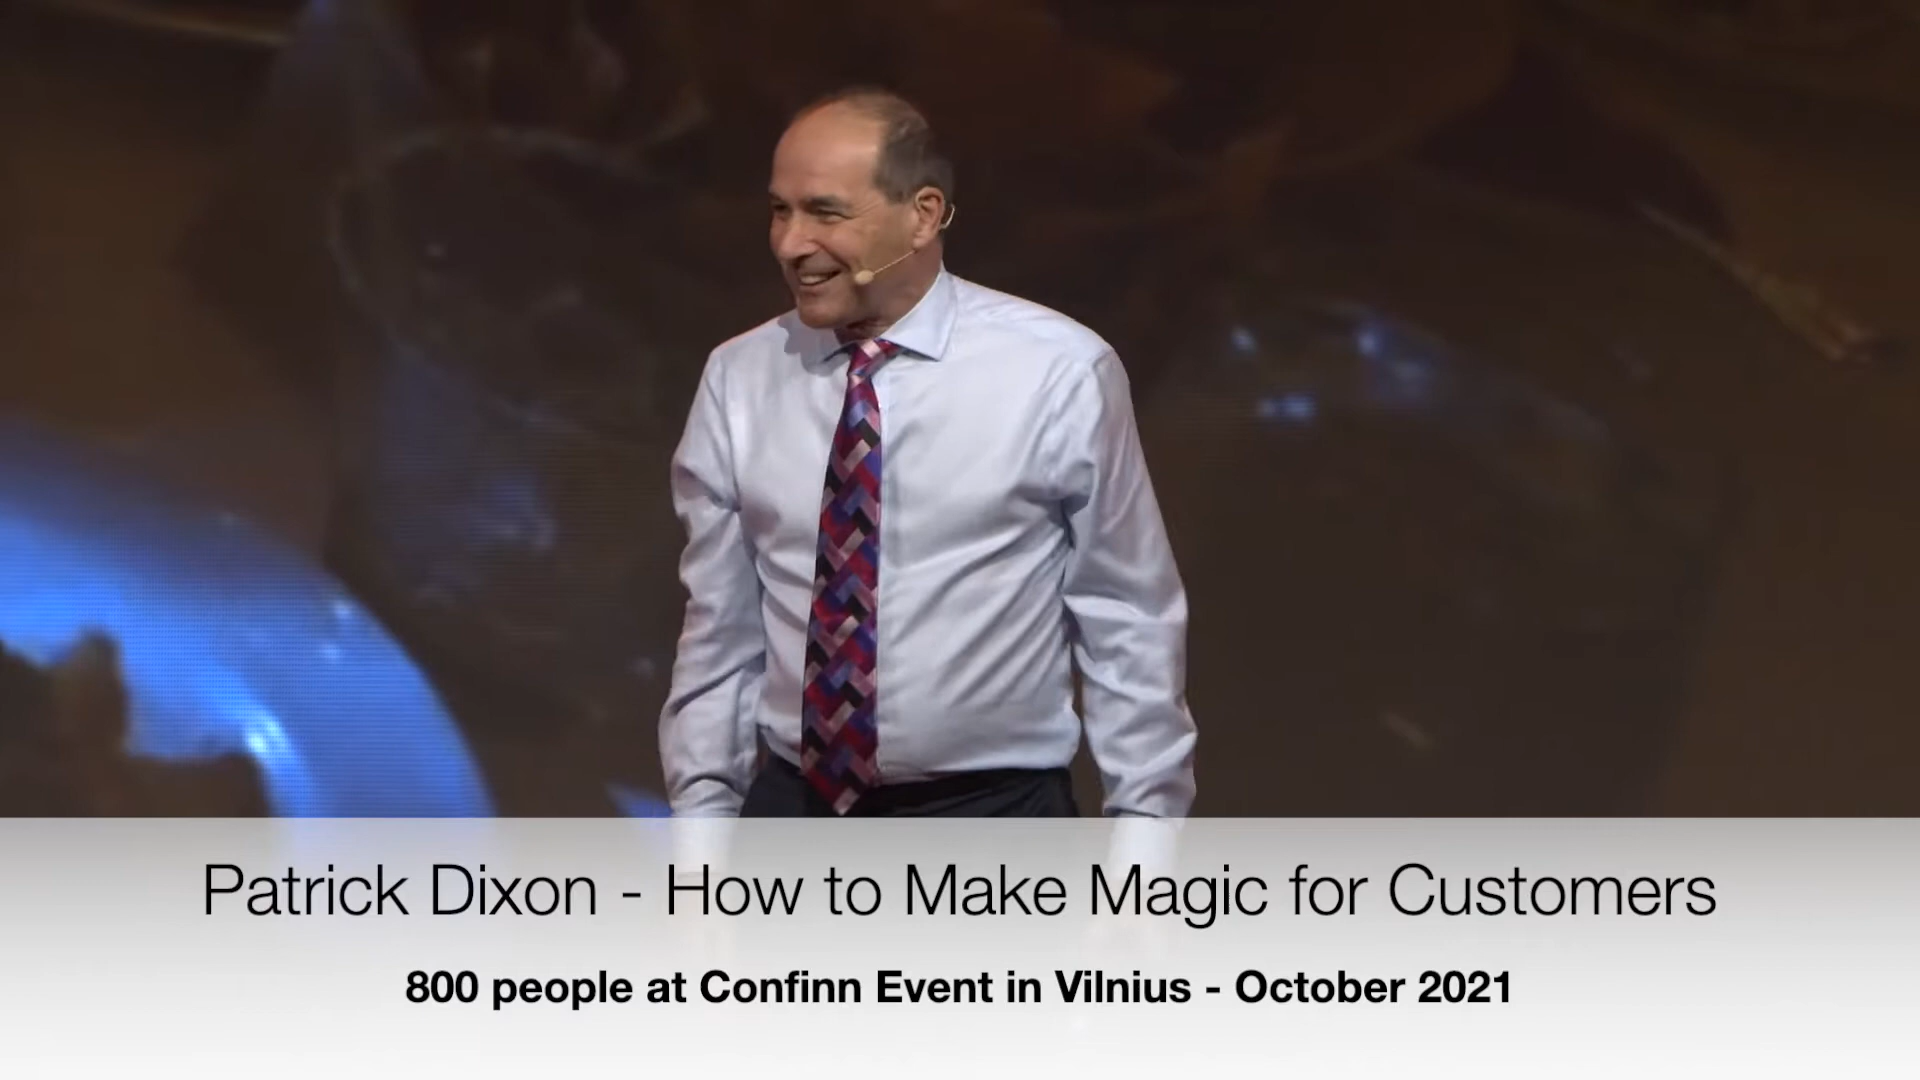 Patrick Dixon - How to Make Magic for Customers
800 people at Confinn Event in Vilnius - October 2021